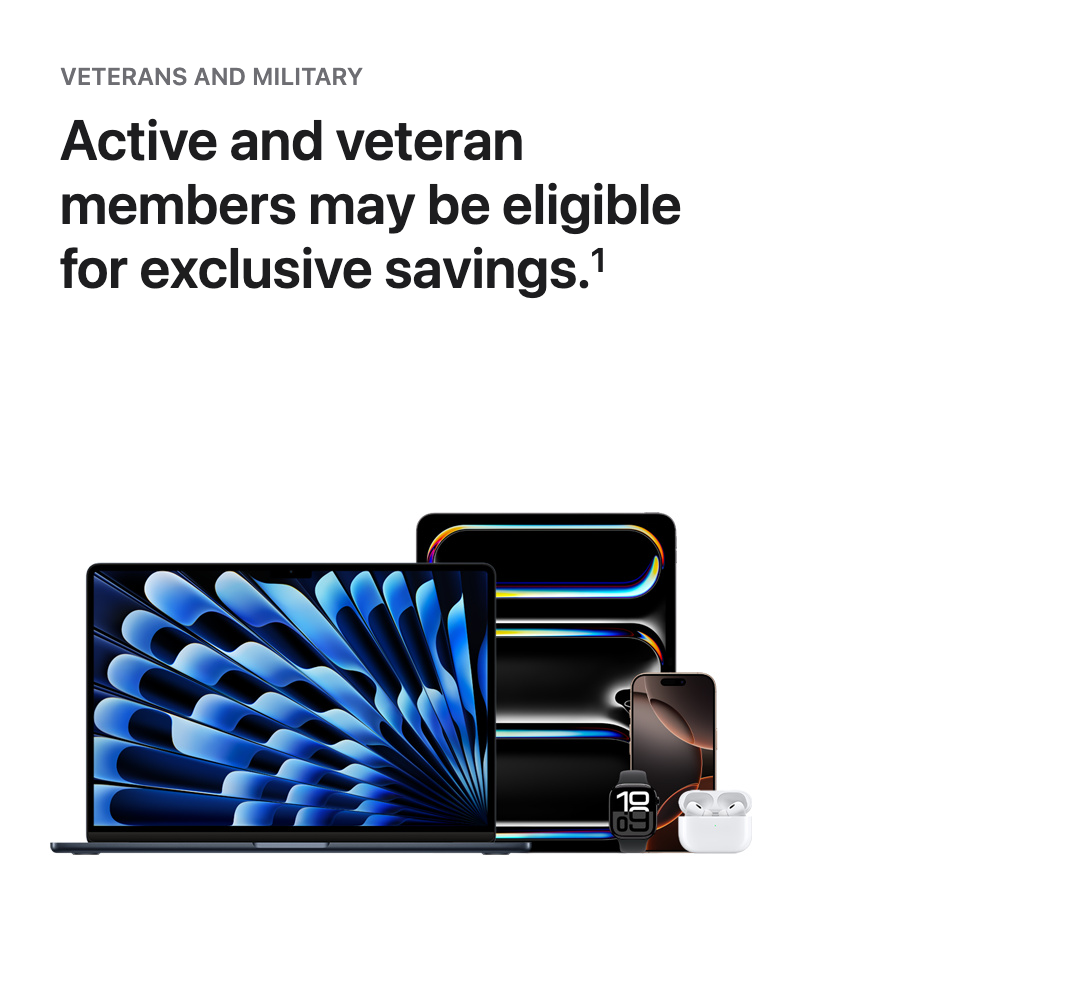 VETERANS AND MILITARY
Active and veteran
members may be eligible
for exclusive savings.¹
10
09